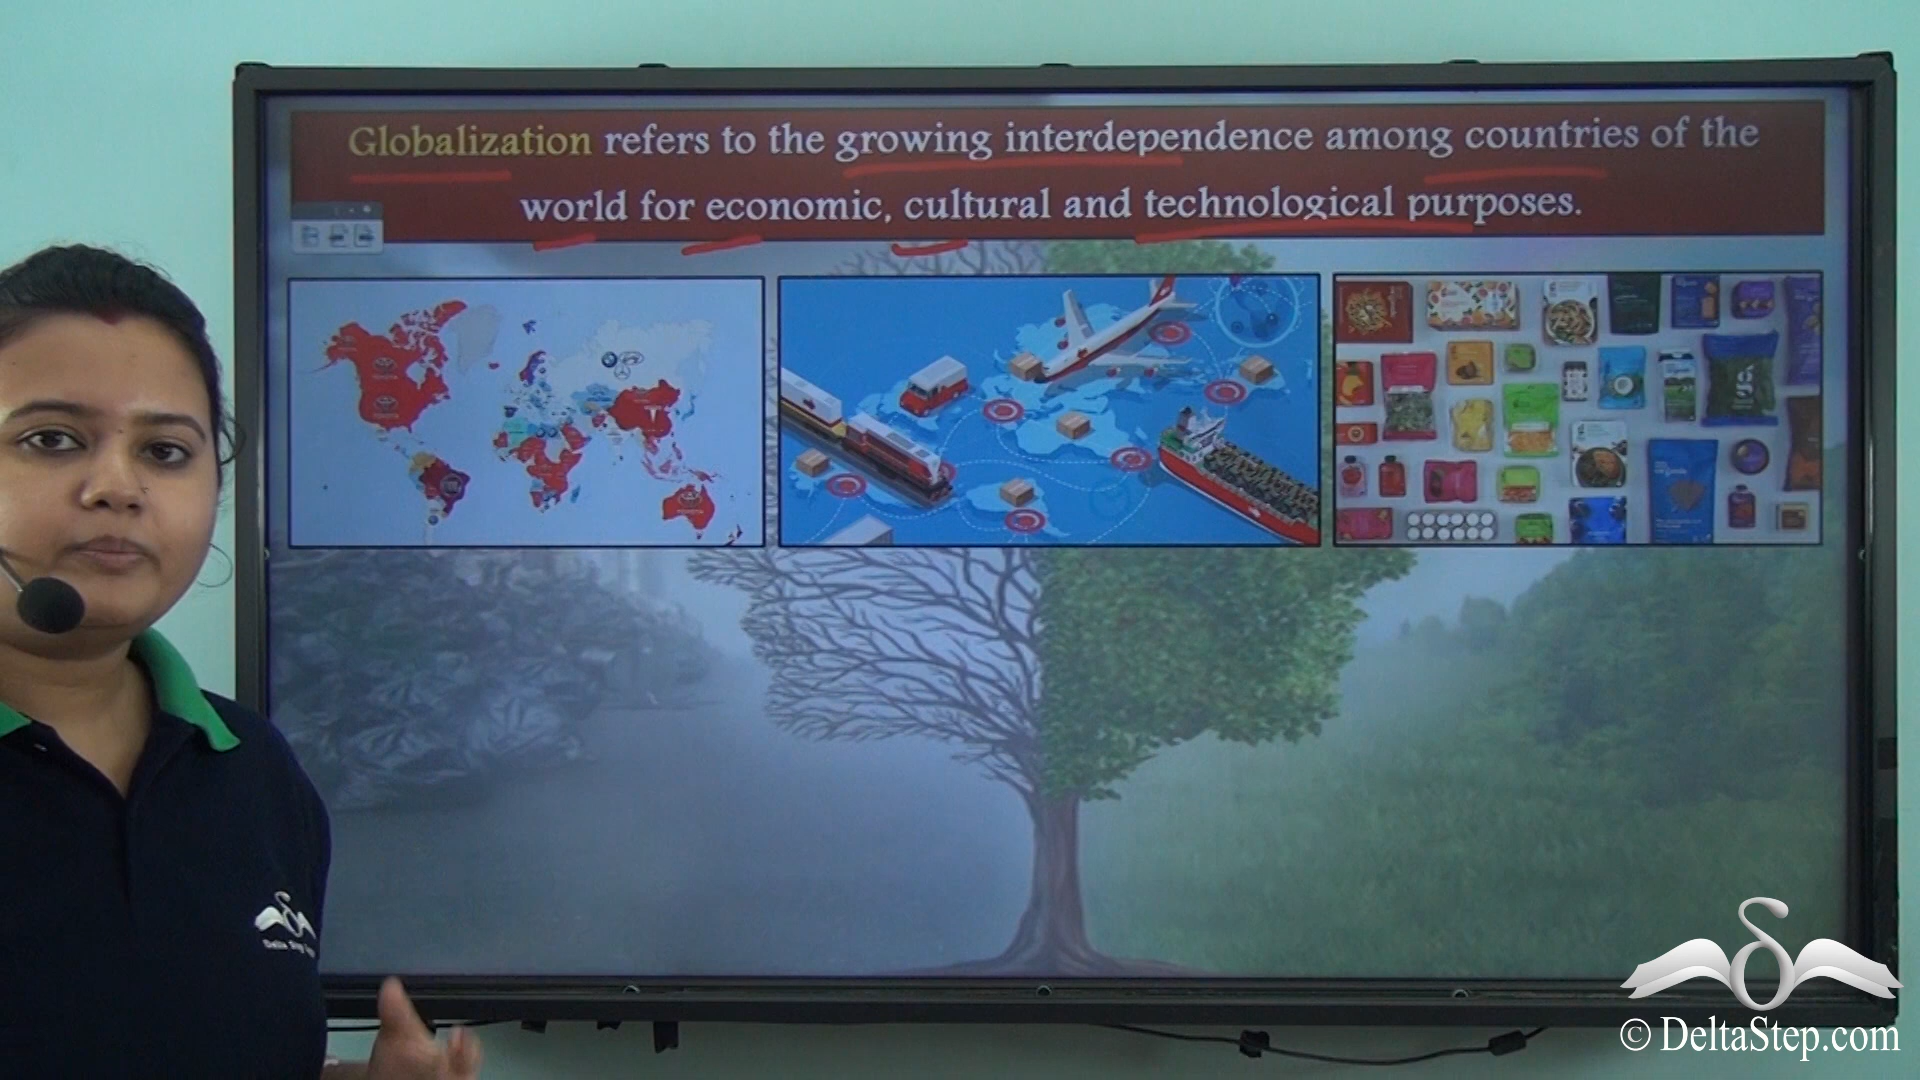 Globalization refers to the growing interdependence among countries of the
world for economic, cultural and technological purposes.
TOYOTA
© DeltaStep.com